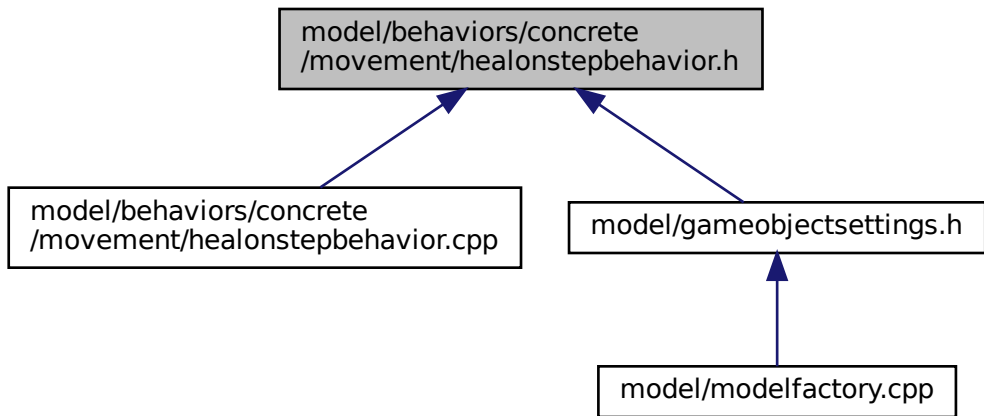 model/behaviors/concrete
/movement/healonstepbehavior.h
model/behaviors/concrete
/movement/healonstepbehavior.cpp
model/gameobjectsettings.h
model/modelfactory.cpp